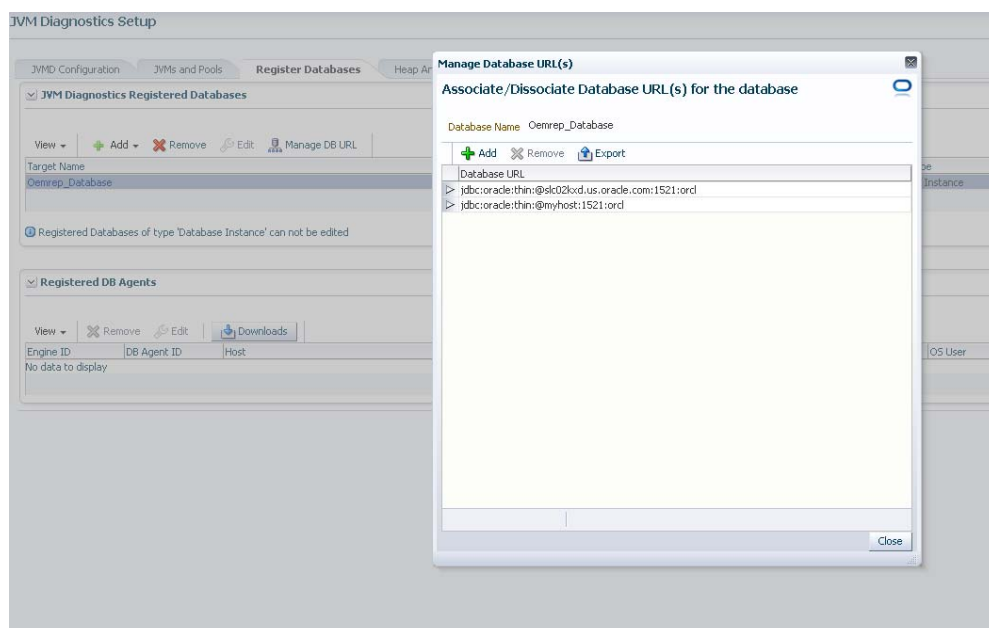 JVM Diagnostics Setup
JVMD Configuration JVMs and Pools Register Databases Heap Ar
JVM Diagnostics Registered Databases
View Add Remove Edit Manage DB URL
Target Name
Oemrep_Database
Instance
Registered Databases of type 'Database Instance' can not be edited
Registered DB Agents
View Remove Edit Downloads
Engine ID DB Agent ID Host OS User
No data to display
Manage Database URL(s)
Associate/Dissociate Database URL(s) for the database
Database Name Oemrep_Database
Add Remove Export
Database URL
jdbc:oracle:thin:@slc02kxd.us.oracle.com:1521:orcl
jdbc:oracle:thin:@myhost:1521:orcl
Close